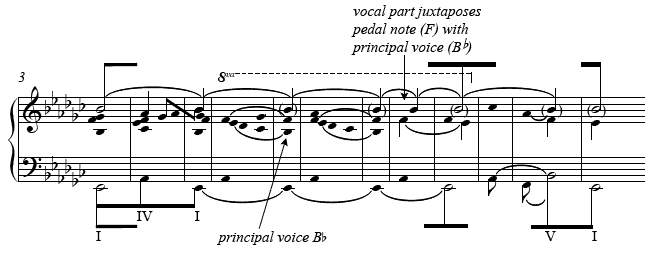 vocal part juxtaposes
pedal note (F) with
principal voice (B♭)
3
8va
IV I
I
principal voice B♭
V I